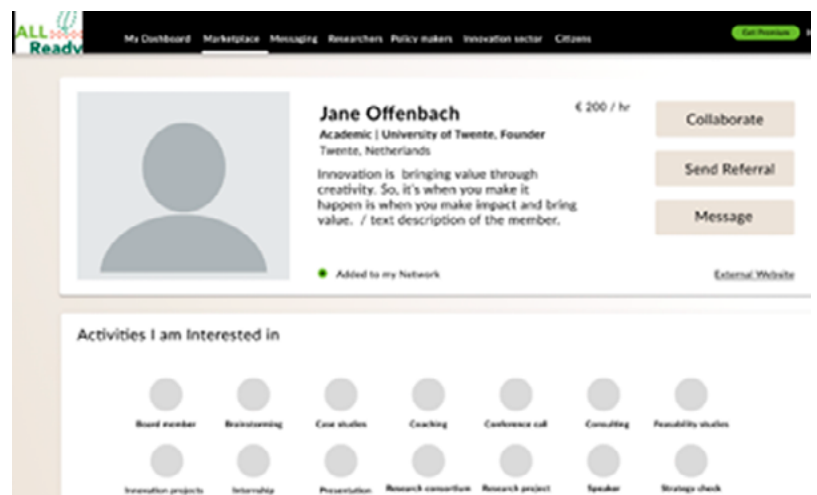 ALL
Ready
My Dashboard Marketplace Messaging Researchers Policy makers Innovation sector Citizens
Get Premium
Jane Offenbach
€ 200 / hr
Academic | University of Twente, Founder
Twente, Netherlands
Innovation is bringing value through
creativity. So, it's when you make it
happen is when you make impact and bring
value. / text description of the member.
Added to my Network
Collaborate
Send Referral
Message
External Website
Activities I am Interested in
Board member Brainstorming Case studies Coaching Conference call Consulting Feasability studies
Innovation projects Internship Presentation Research consortium Research project Speaker Strategy check